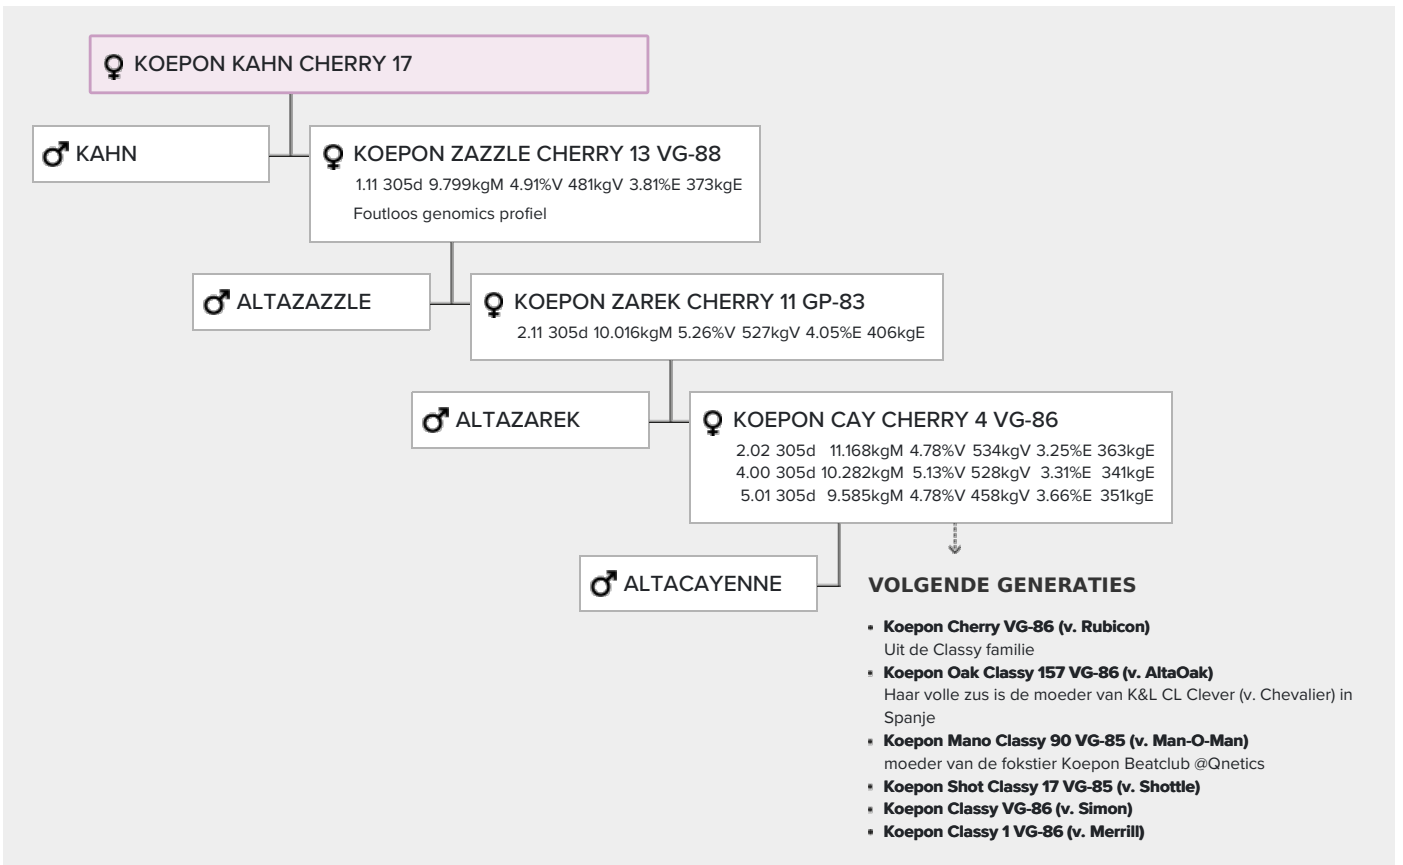 KOEPON KAHN CHERRY 17
KAHN
KOEPON ZAZZLE CHERRY 13 VG-88
1.11 305d 9.799kgM 4.91%V 481kgV 3.81%E 373kgE
Foutloos genomics profiel
ALTAZAZZLE
KOEPON ZAREK CHERRY 11 GP-83
2.11 305d 10.016kgM 5.26%V 527kgV 4.05%E 406kgE
ALTAZAREK
KOEPON CAY CHERRY 4 VG-86
2.02 305d 11.168kgM 4.78%V 534kgV 3.25%E 363kgE
4.00 305d 10.282kgM 5.13%V 528kgV 3.31%E 341kgE
5.01 305d 9.585kgM 4.78%V 458kgV 3.66%E 351kgE
ALTACAYENNE
VOLGENDE GENERATIES
Koepon Cherry VG-86 (v. Rubicon)
Uit de Classy familie
Koepon Oak Classy 157 VG-86 (v. AltaOak)
Haar volle zus is de moeder van K&L CL Clever (v. Chevalier) in
Spanje
Koepon Mano Classy 90 VG-85 (v. Man-O-Man)
moeder van de fokstier Koepon Beatclub @Qnetics
Koepon Shot Classy 17 VG-85 (v. Shottle)
Koepon Classy VG-86 (v. Simon)
Koepon Classy 1 VG-86 (v. Merrill)